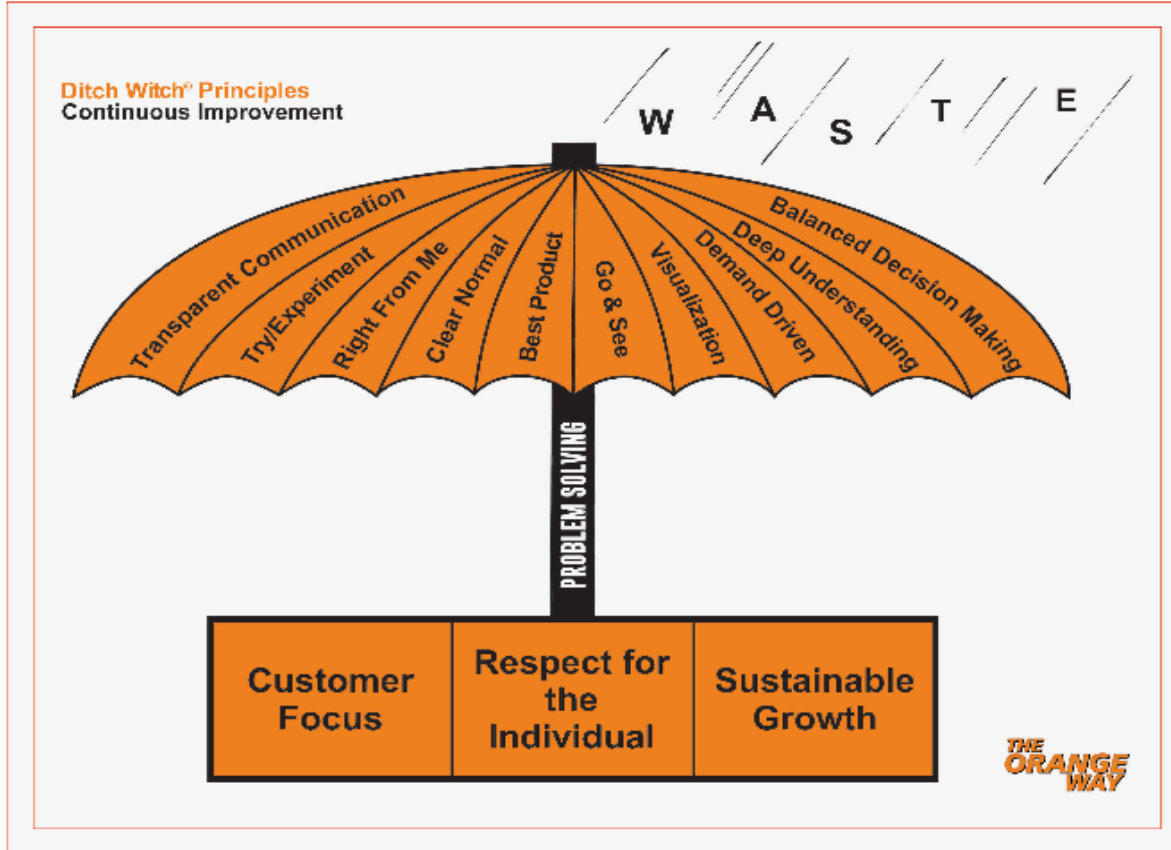 Ditch Witch® Principles
Continuous Improvement
W A S T E
Transparent Communication
Try/Experiment
Right From Me
Clear Normal
Best Product
Go & See
Visualization
Demand Driven
Deep Understanding
Balanced Decision Making
PROBLEM SOLVING
Customer
Focus
Respect for
the
Individual
Sustainable
Growth
THE
ORANGE
WAY